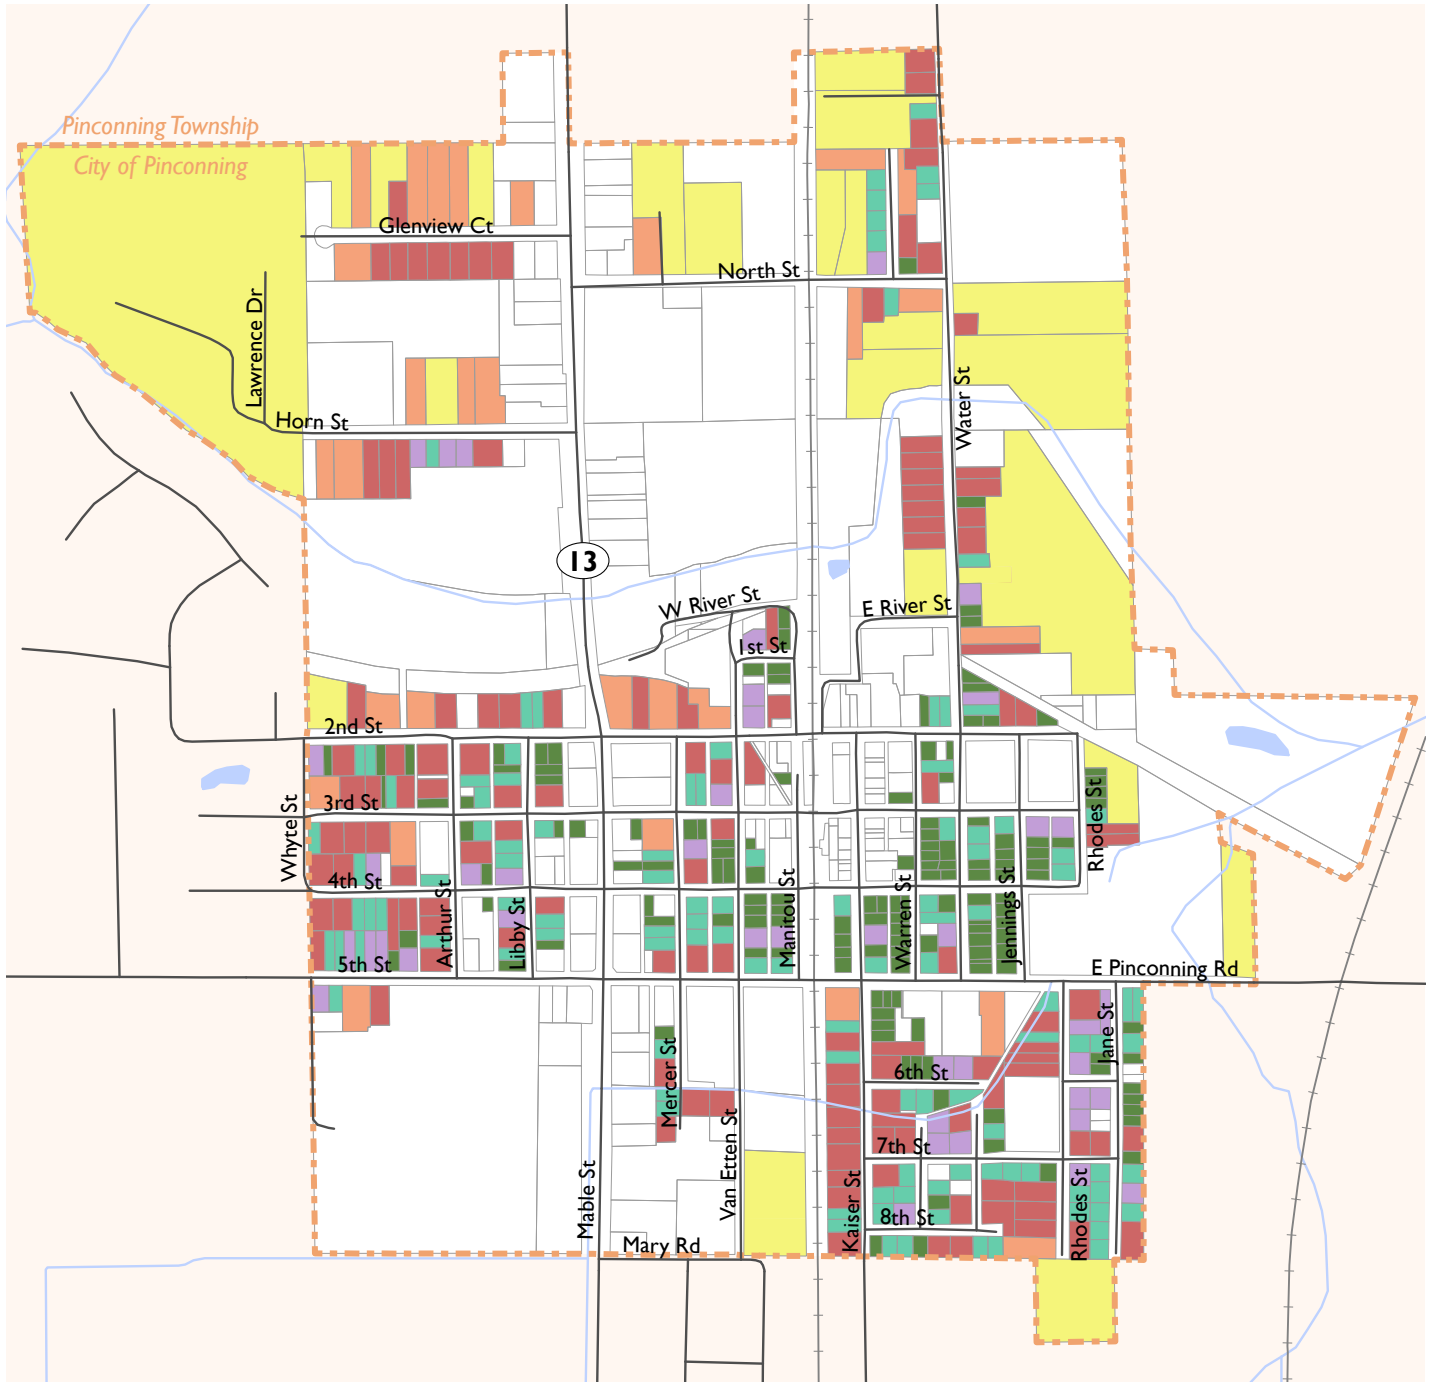 Pinconning Township
City of Pinconning
Glenview Ct
North St
Lawrence Dr
Horn St
Water St
13
W River St
E River St
1st St
2nd St
3rd St
Whyte St
Rhodes St
4th St
Arthur St
Libby St
Manitou St
Warren St
Jennings St
5th St
E Pinconning Rd
Mercer St
6th St
Jane St
7th St
Van Etten St
Mable St
Kaiser St
8th St
Rhodes St
Mary Rd